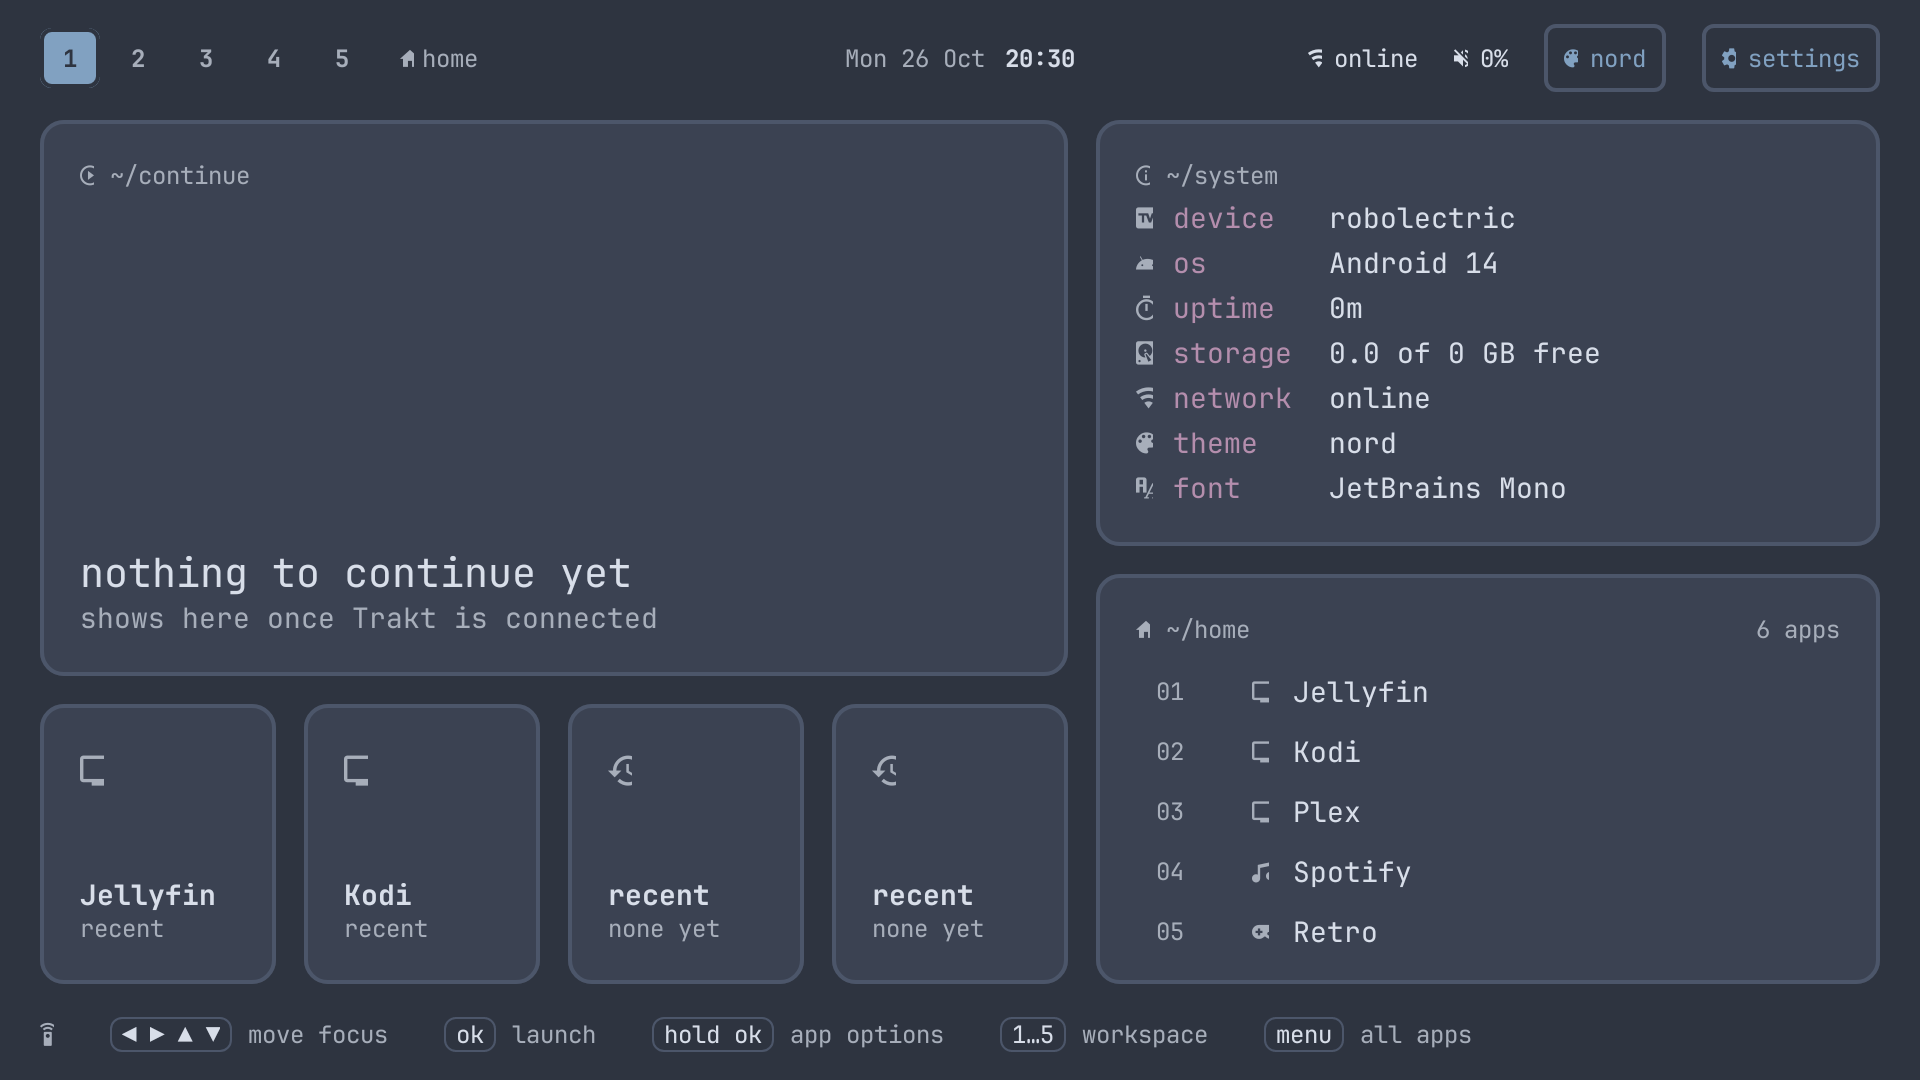 1 2 3 4 5 home
Mon 26 Oct 20:30
online 0% nord settings
~/continue
nothing to continue yet
shows here once Trakt is connected
~/system
device robolectric
os Android 14
uptime 0m
storage 0.0 of 0 GB free
network online
theme nord
font JetBrains Mono
Jellyfin
recent
Kodi
recent
recent
none yet
recent
none yet
~/home 6 apps
01 Jellyfin
02 Kodi
03 Plex
04 Spotify
05 Retro
◀ ▶ ▲ ▼ move focus ok launch hold ok app options 1…5 workspace menu all apps